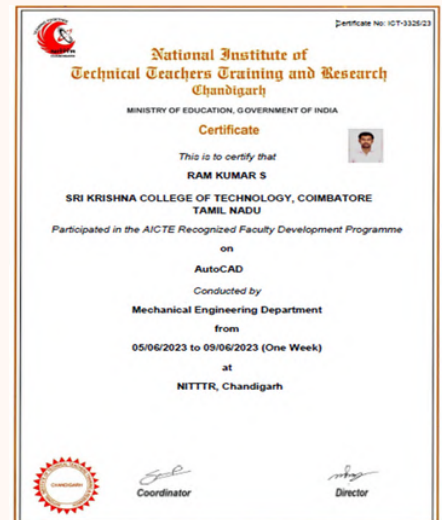 Certificate No: ICT-3325/23
National Institute of
Technical Teachers Training and Research
Chandigarh
MINISTRY OF EDUCATION, GOVERNMENT OF INDIA
Certificate
This is to certify that
RAM KUMAR S
SRI KRISHNA COLLEGE OF TECHNOLOGY, COIMBATORE
TAMIL NADU
Participated in the AICTE Recognized Faculty Development Programme
on
AutoCAD
Conducted by
Mechanical Engineering Department
from
05/06/2023 to 09/06/2023 (One Week)
at
NITTTR, Chandigarh
CHANDIGARH
Coordinator
Director